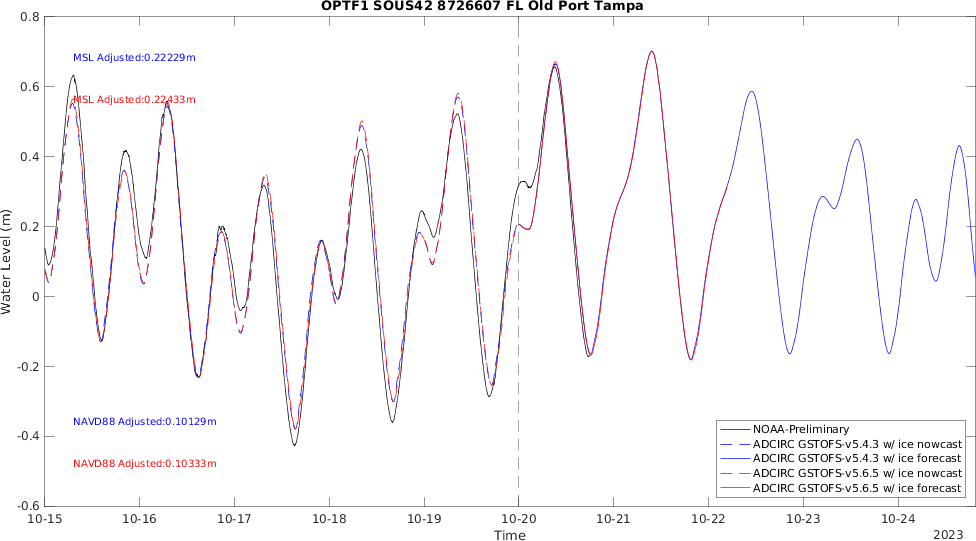 OPTF1 SOUS42 8726607 FL Old Port Tampa
0.8
0.6
0.4
0.2
0
-0.2
-0.4
-0.6
Water Level (m)
MSL Adjusted:0.22229m
MSL Adjusted:0.22433m
NAVD88 Adjusted:0.10129m
NAVD88 Adjusted:0.10333m
NOAA-Preliminary
ADCIRC GSTOFS-v5.4.3 w/ ice nowcast
ADCIRC GSTOFS-v5.4.3 w/ ice forecast
ADCIRC GSTOFS-v5.6.5 w/ ice nowcast
ADCIRC GSTOFS-v5.6.5 w/ ice forecast
10-15 10-16 10-17 10-18 10-19 10-20 10-21 10-22 10-23 10-24
Time
2023